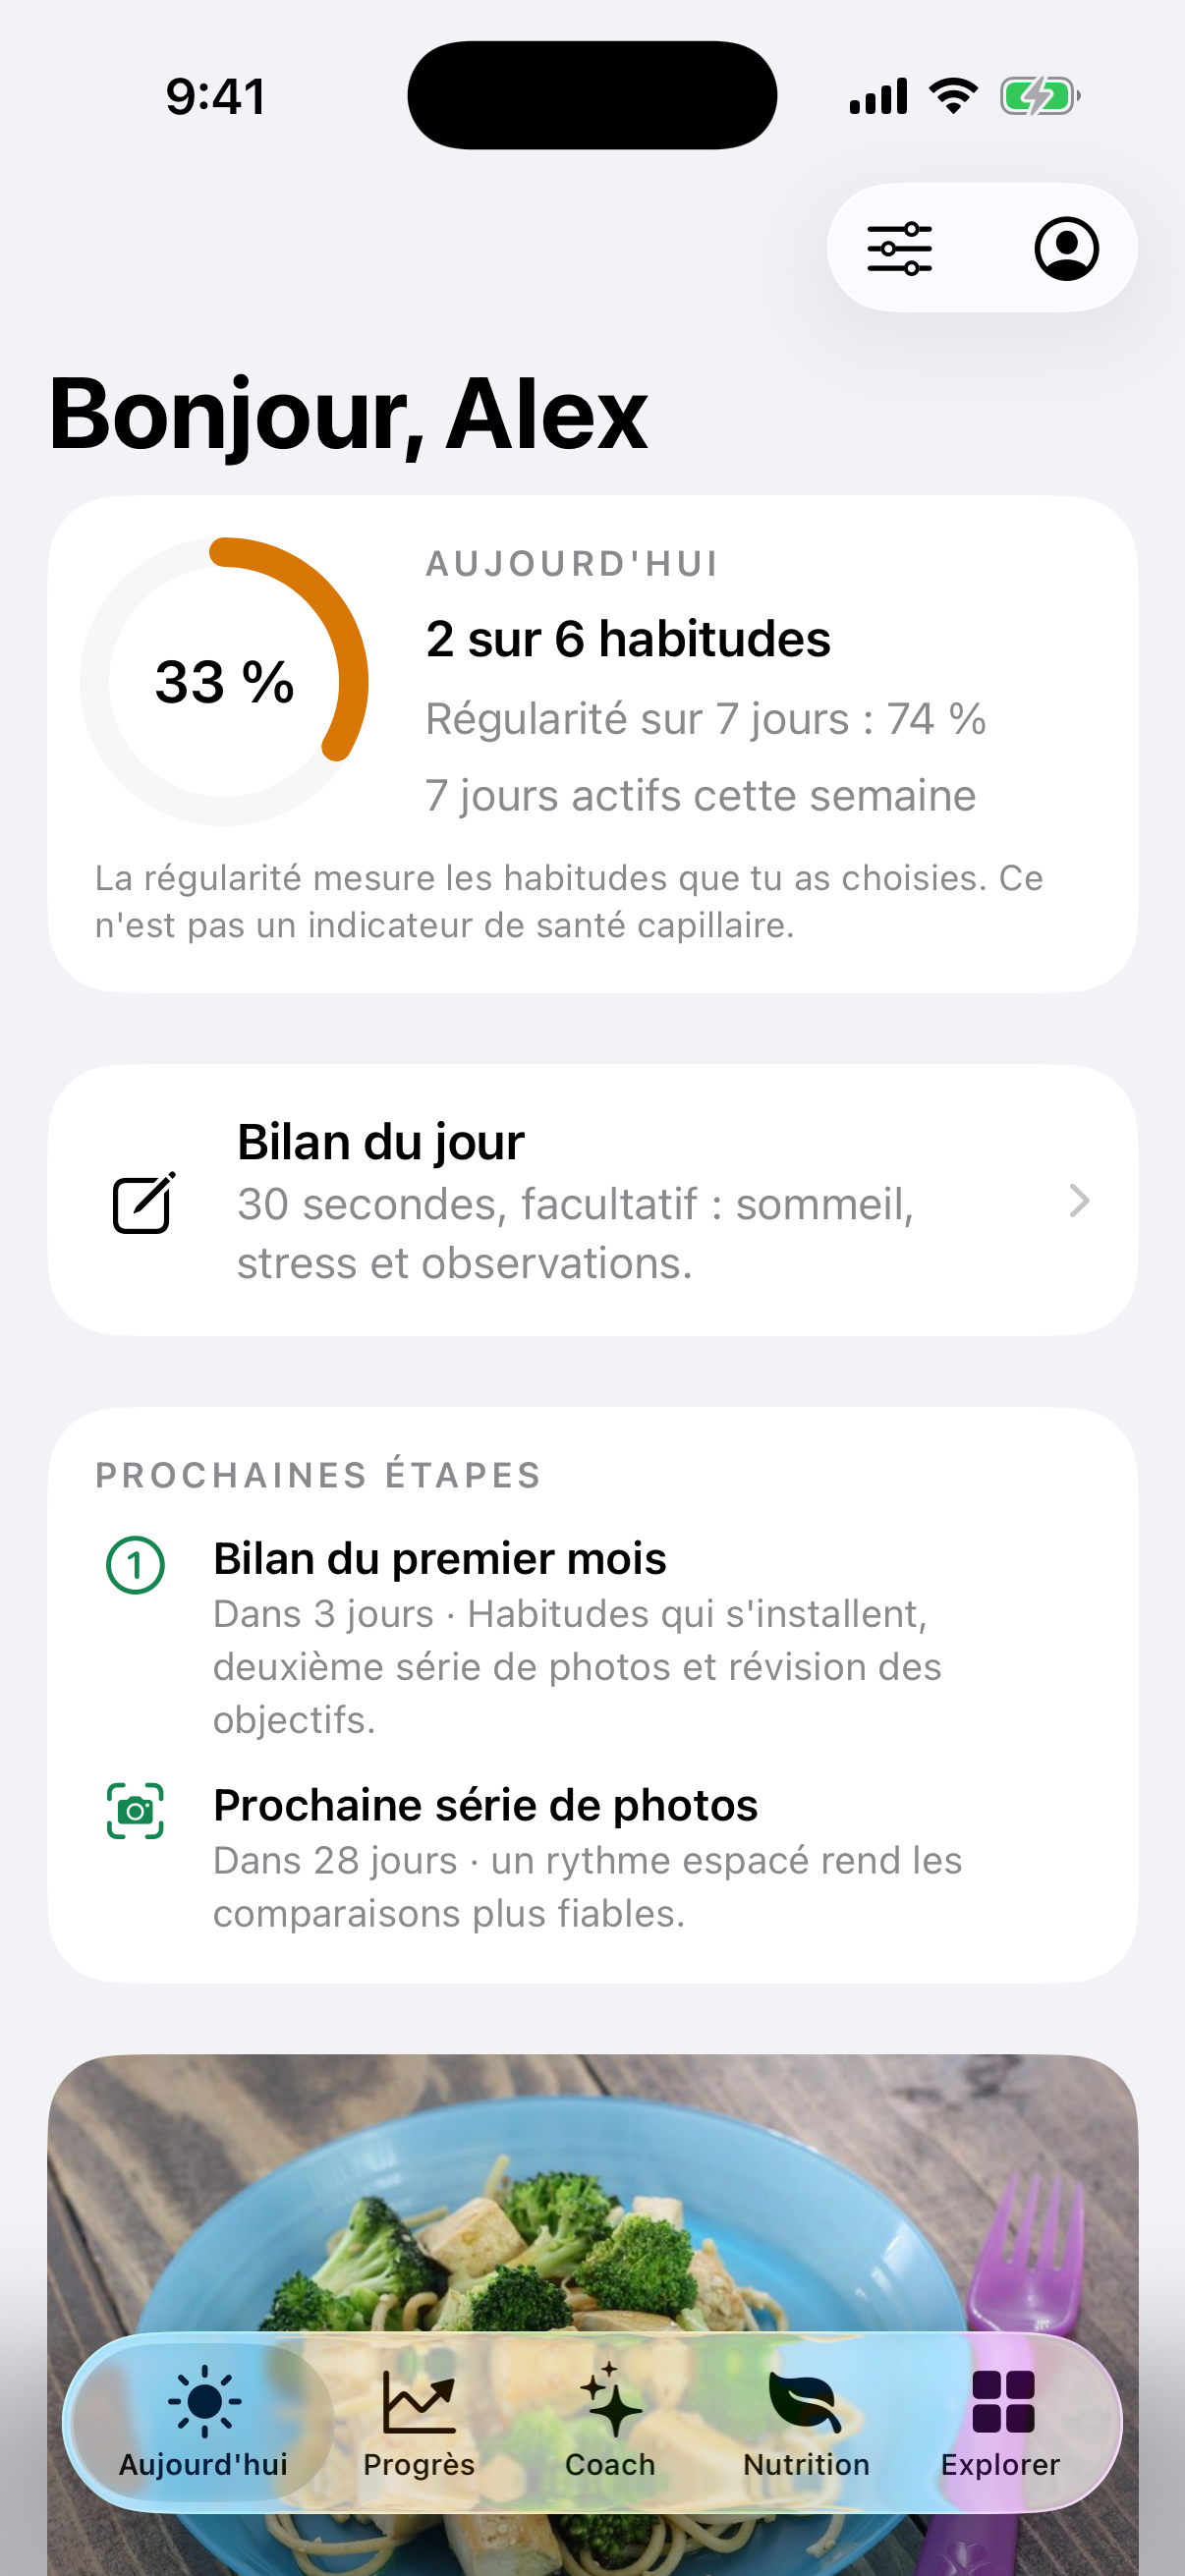 9:41
Bonjour, Alex
AUJOURD'HUI
33 %
2 sur 6 habitudes
Régularité sur 7 jours : 74 %
7 jours actifs cette semaine
La régularité mesure les habitudes que tu as choisies. Ce
n'est pas un indicateur de santé capillaire.
Bilan du jour
30 secondes, facultatif : sommeil,
stress et observations.
PROCHAINES ÉTAPES
1
Bilan du premier mois
Dans 3 jours · Habitudes qui s'installent,
deuxième série de photos et révision des
objectifs.
Prochaine série de photos
Dans 28 jours · un rythme espacé rend les
comparaisons plus fiables.
Aujourd'hui
Progrès
Coach
Nutrition
Explorer